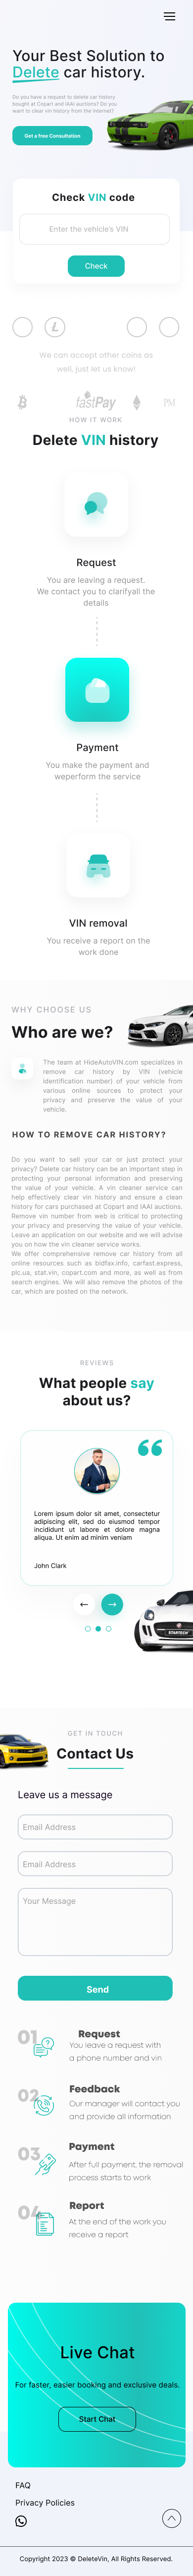 Your Best Solution to
Delete car history.
Do you have a request to delete car history
bought at Copart and IAAI auctions? Do you
want to clear vin history from the internet?
Get a free Consultation
Check VIN code
Enter the vehicle's VIN
Check
We can accept other coins as
well, just let us know!
fastPay
PM
HOW IT WORK
Delete VIN history
Request
You are leaving a request.
We contact you to clarifyall the
details
Payment
You make the payment and
weperform the service
VIN removal
You receive a report on the
work done
WHY CHOOSE US
Who are we?
The team at HideAutoVIN.com specializes in
remove car history by VIN (vehicle
identification number) of your vehicle from
various online sources to protect your
privacy and preserve the value of your
vehicle.
HOW TO REMOVE CAR HISTORY?
Do you want to sell your car or just protect your
privacy? Delete car history can be an important step in
protecting your personal information and preserving
the value of your vehicle. A vin cleaner service can
help effectively clear vin history and ensure a clean
history for cars purchased at Copart and IAAI auctions.
Remove vin number from web is critical to protecting
your privacy and preserving the value of your vehicle.
Leave an application on our website and we will advise
you on how the vin cleaner service works.
We offer comprehensive remove car history from all
online resources such as bidfax.info, carfast.express,
plc.ua, stat.vin, copart.com and more, as well as from
search engines. We will also remove the photos of the
car, which are posted on the network.
REVIEWS
What people say
about us?
Lorem ipsum dolor sit amet, consectetur
adipiscing elit, sed do eiusmod tempor
incididunt ut labore et dolore magna
aliqua. Ut enim ad minim veniam
John Clark
STARTECH
GET IN TOUCH
Contact Us
Leave us a message
Email Address
Email Address
Your Message
Send
01 Request
You leave a request with
a phone number and vin
02 Feedback
Our manager will contact you
and provide all information
03 Payment
After full payment, the removal
process starts to work
04 Report
At the end of the work you
receive a report
Live Chat
For faster, easier booking and exclusive deals.
Start Chat
FAQ
Privacy Policies
Copyright 2023 © DeleteVin, All Rights Reserved.